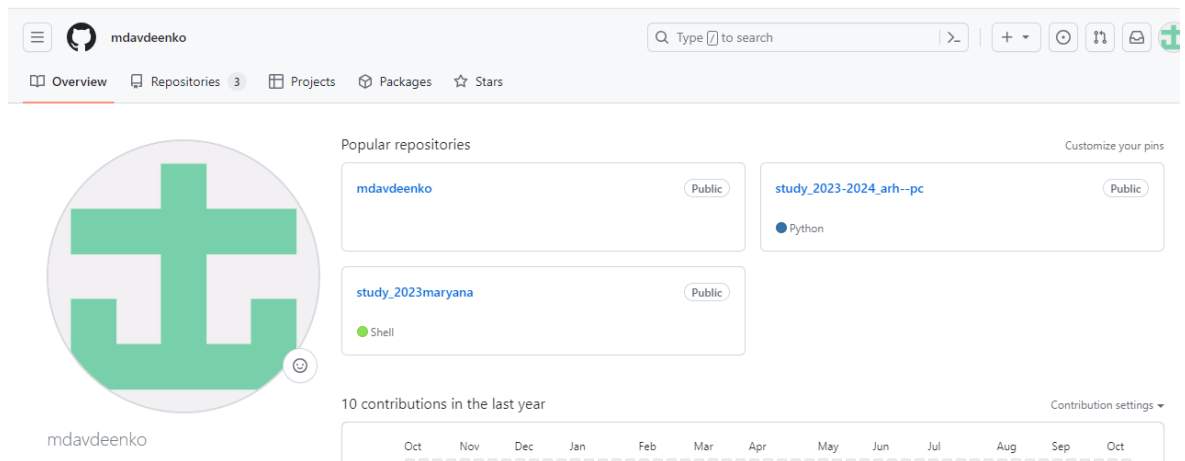 mdavdeenko
Type / to search
Overview
Repositories 3
Projects
Packages
Stars
Popular repositories
Customize your pins
mdavdeenko
Public
study_2023-2024_arh--pc
Public
Python
study_2023maryana
Public
Shell
10 contributions in the last year
Contribution settings
mdavdeenko
Oct Nov Dec Jan Feb Mar Apr May Jun Jul Aug Sep Oct